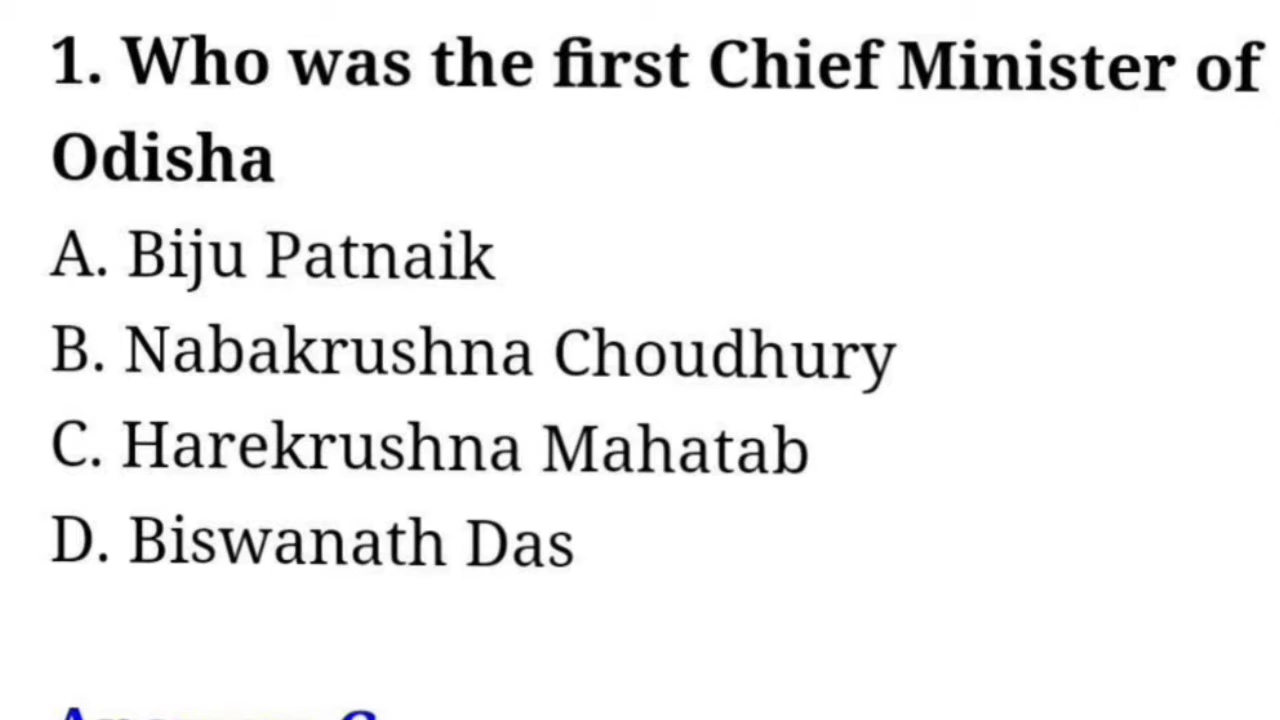 1. Who was the first Chief Minister of
Odisha
A. Biju Patnaik
B. Nabakrushna Choudhury
C. Harekrushna Mahatab
D. Biswanath Das